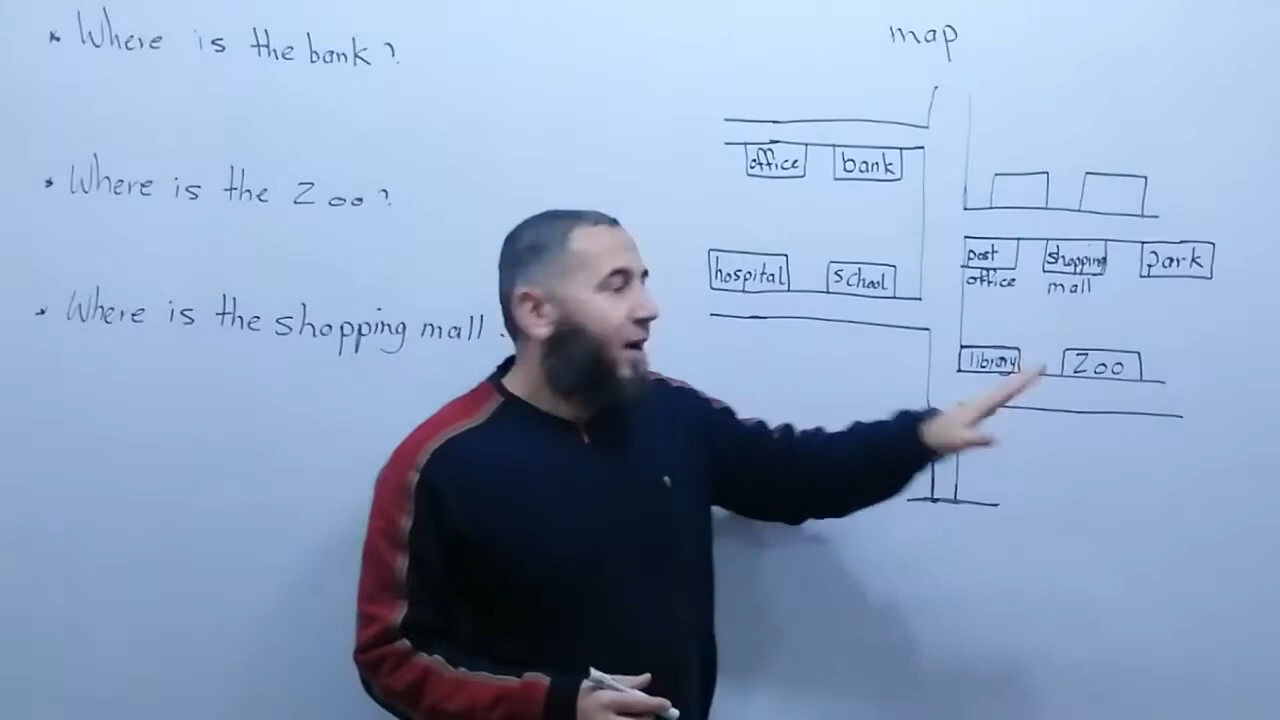 * Where is the bank?
* Where is the Zoo?
* Where is the shopping mall.
map
office bank
hospital school
post office
shopping mall
park
library Zoo